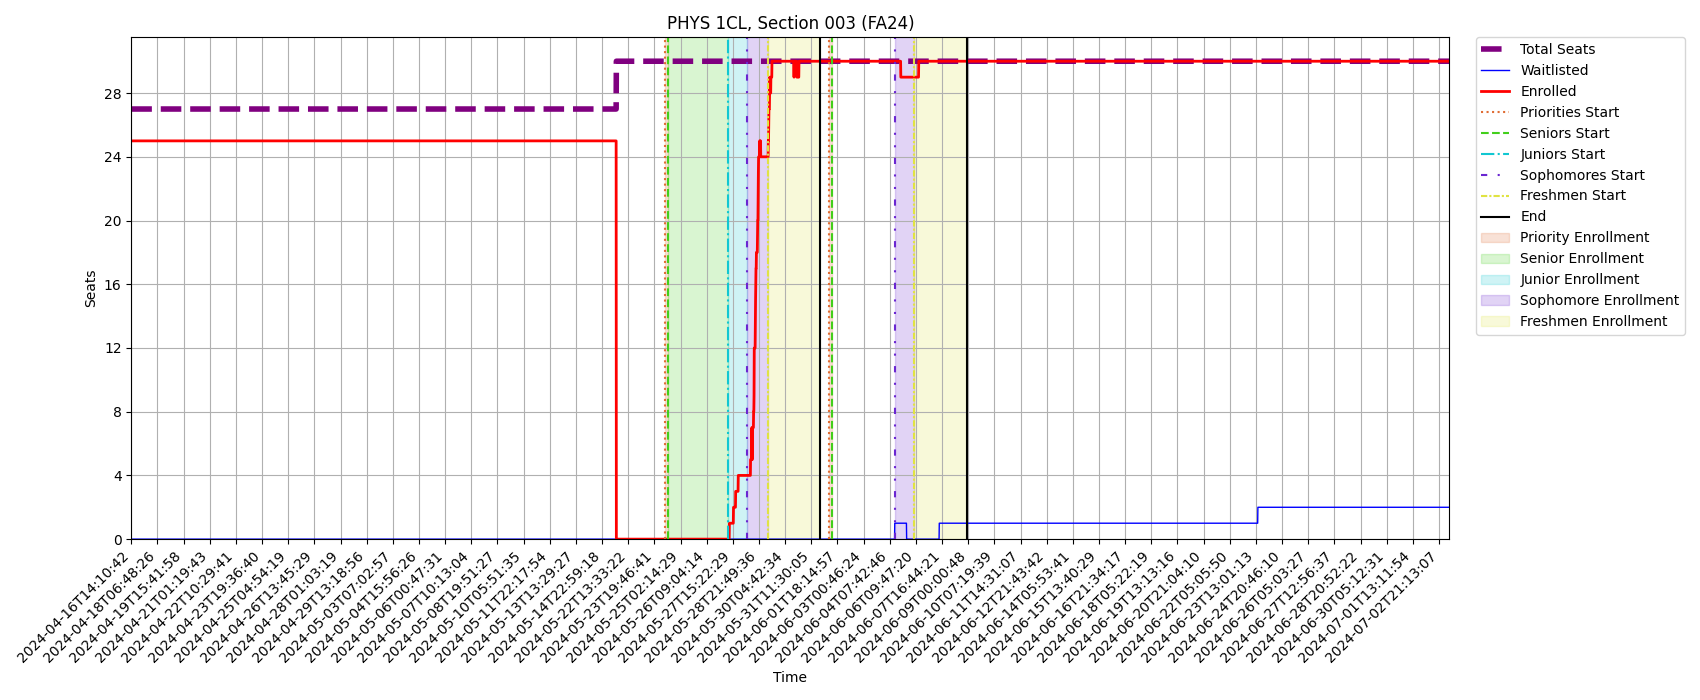 PHYS 1CL, Section 003 (FA24)
Total Seats
Waitlisted
Enrolled
Priorities Start
Seniors Start
Juniors Start
Sophomores Start
Freshmen Start
End
Priority Enrollment
Senior Enrollment
Junior Enrollment
Sophomore Enrollment
Freshmen Enrollment
Seats
28
24
20
16
12
8
4
0
2024-04-16T14:10:42
2024-04-18T06:48:26
2024-04-19T15:41:58
2024-04-21T01:19:43
2024-04-22T10:29:41
2024-04-23T19:36:40
2024-04-25T04:54:19
2024-04-26T13:45:29
2024-04-28T01:03:19
2024-04-29T13:18:56
2024-05-03T07:02:57
2024-05-04T15:56:26
2024-05-06T00:47:31
2024-05-07T10:13:04
2024-05-08T19:51:27
2024-05-10T05:51:35
2024-05-11T22:17:54
2024-05-13T13:29:27
2024-05-14T22:59:18
2024-05-22T23:33:22
2024-05-23T19:46:41
2024-05-25T02:14:29
2024-05-26T09:04:14
2024-05-27T15:22:29
2024-05-28T21:49:36
2024-05-30T04:42:34
2024-05-31T11:30:05
2024-06-01T18:14:57
2024-06-03T00:46:24
2024-06-04T07:42:46
2024-06-06T09:47:20
2024-06-07T16:44:21
2024-06-09T00:00:48
2024-06-10T07:19:39
2024-06-11T14:31:07
2024-06-12T21:43:42
2024-06-14T05:53:41
2024-06-15T13:40:29
2024-06-16T21:34:17
2024-06-18T05:22:19
2024-06-19T13:13:16
2024-06-20T21:04:10
2024-06-22T05:05:50
2024-06-23T13:01:13
2024-06-24T20:46:10
2024-06-26T05:03:27
2024-06-27T12:56:37
2024-06-28T20:52:22
2024-06-30T05:12:31
2024-07-01T13:11:54
2024-07-02T21:13:07
Time